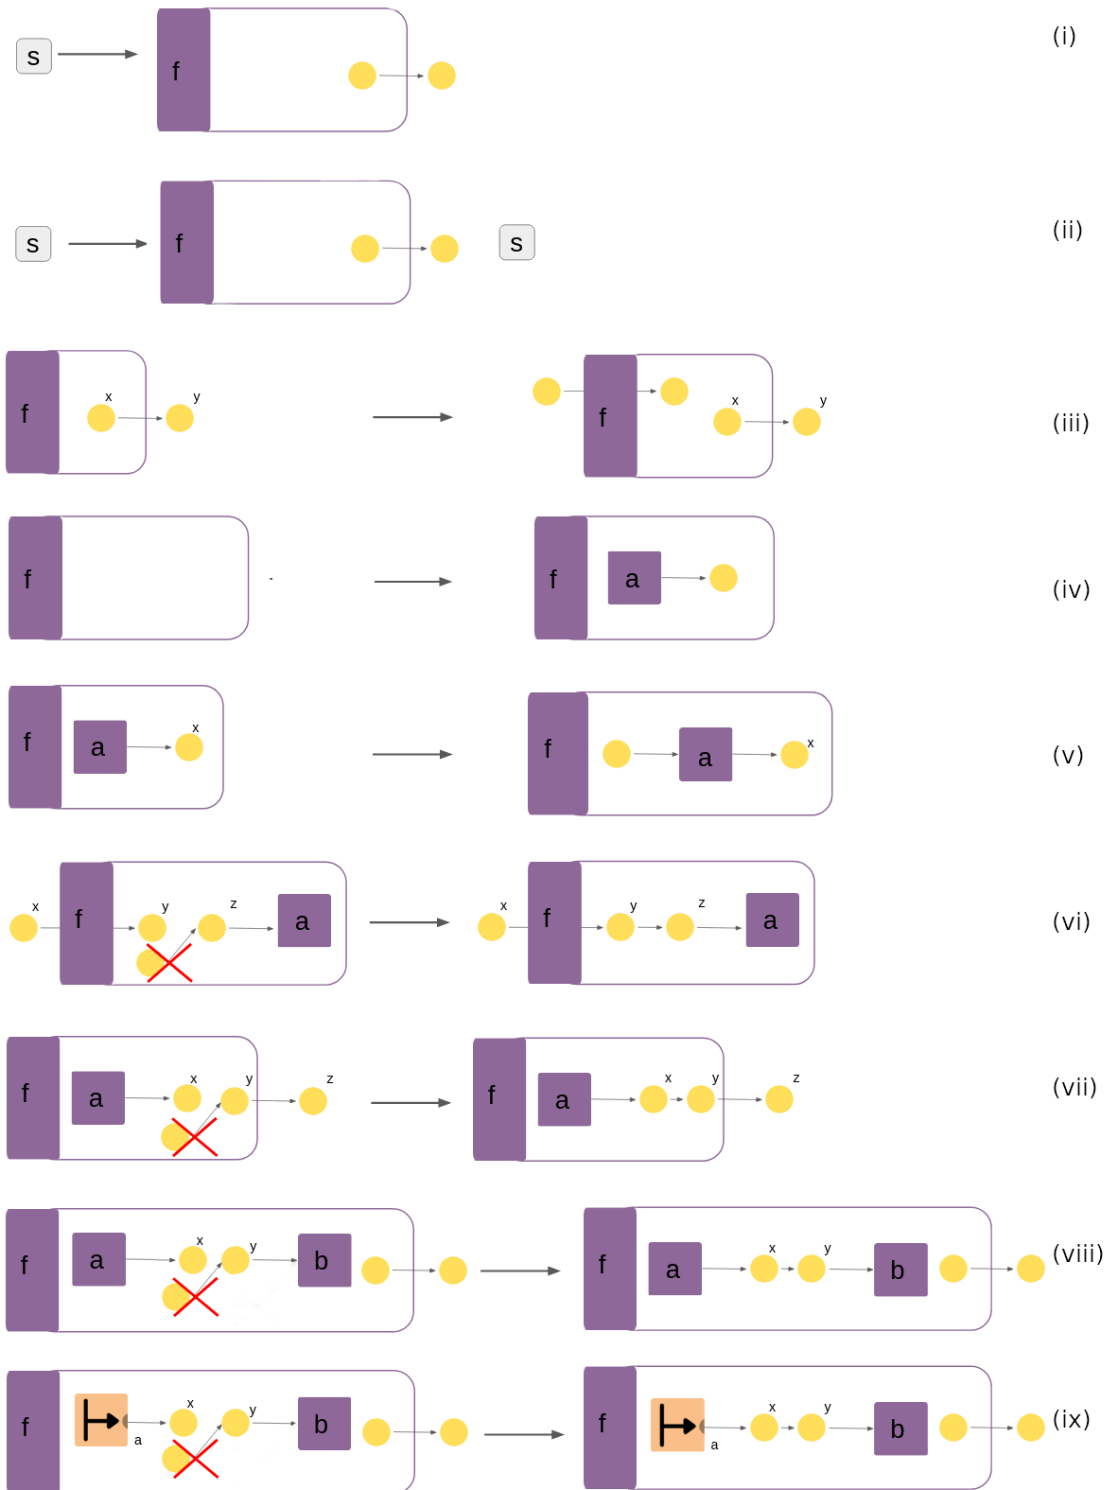 s f (i)
s f s (ii)
f x y f x y (iii)
f f a (iv)
f a x f a x (v)
x f y z a x f y z a (vi)
f a x y z f a x y z (vii)
f a x y b f a x y b (viii)
f a x y b f a x y b (ix)